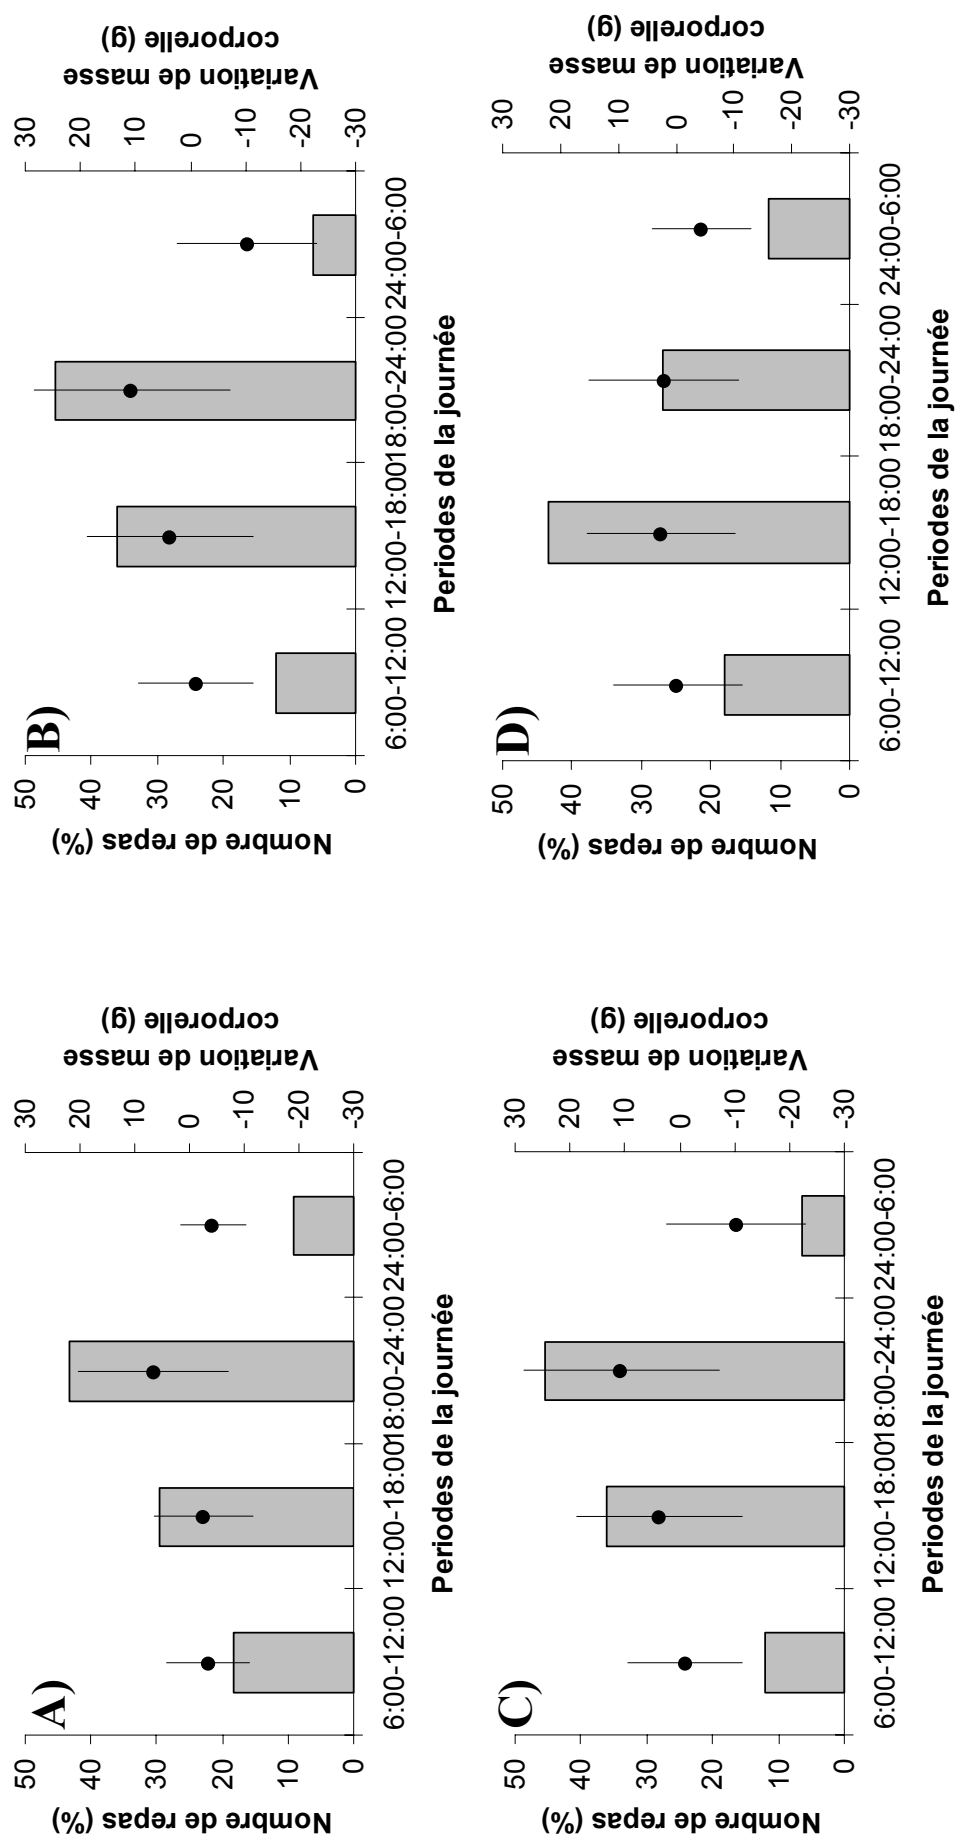 A)
Nombre de repas (%)
50
40
30
20
10
0
6:00-12:00 12:00-18:00 18:00-24:00 24:00-6:00
Periodes de la journée
30
20
10
0
-10
-20
-30
Variation de masse
corporelle (g)
B)
Nombre de repas (%)
50
40
30
20
10
0
6:00-12:00 12:00-18:00 18:00-24:00 24:00-6:00
Periodes de la journée
30
20
10
0
-10
-20
-30
Variation de masse
corporelle (g)
C)
Nombre de repas (%)
50
40
30
20
10
0
6:00-12:00 12:00-18:00 18:00-24:00 24:00-6:00
Periodes de la journée
30
20
10
0
-10
-20
-30
Variation de masse
corporelle (g)
D)
Nombre de repas (%)
50
40
30
20
10
0
6:00-12:00 12:00-18:00 18:00-24:00 24:00-6:00
Periodes de la journée
30
20
10
0
-10
-20
-30
Variation de masse
corporelle (g)